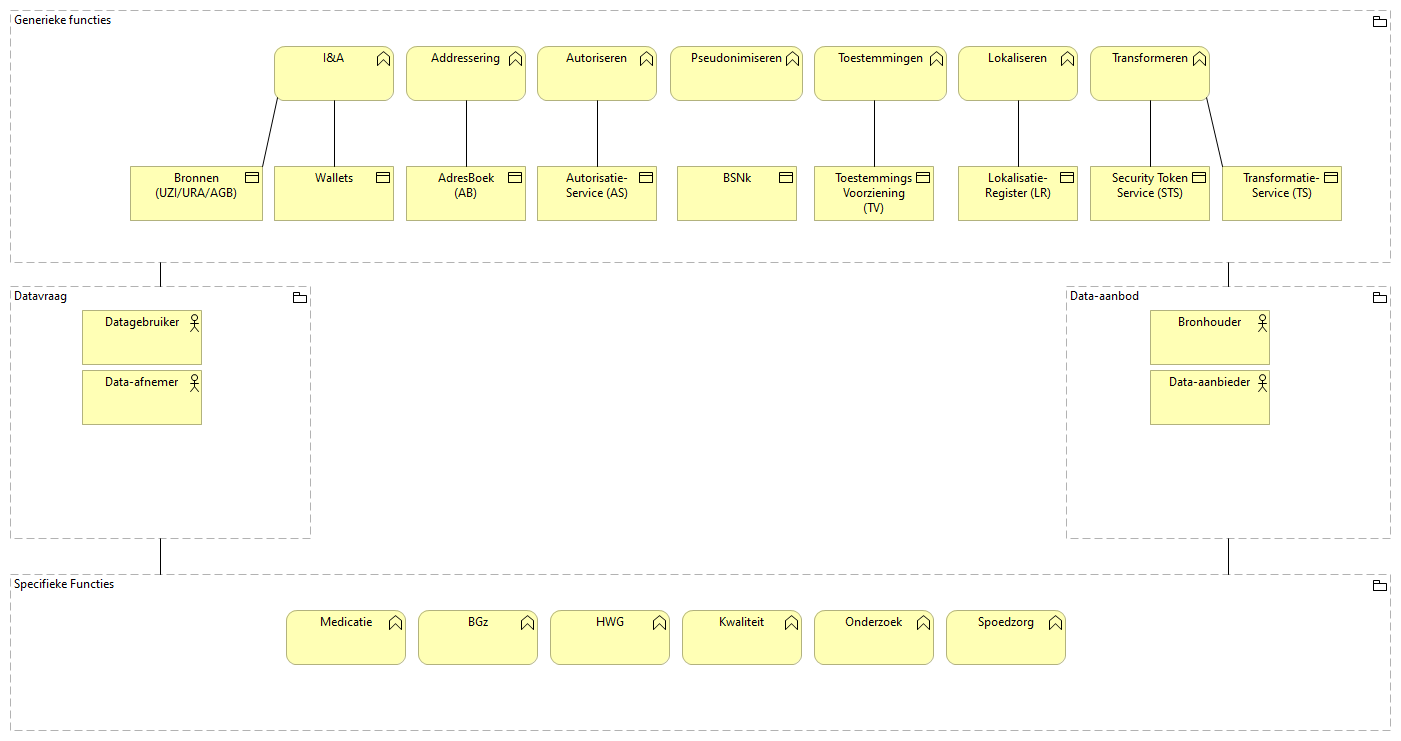 Generieke functies
I&A
Addressering
Autoriseren
Pseudonimiseren
Toestemmingen
Lokaliseren
Transformeren
Bronnen
(UZI/URA/AGB)
Wallets
AdresBoek
(AB)
Autorisatie-
Service (AS)
BSNk
Toestemmings
Voorziening
(TV)
Lokalisatie-
Register (LR)
Security Token
Service (STS)
Transformatie-
Service (TS)
Datavraag
Datagebruiker
Data-afnemer
Data-aanbod
Bronhouder
Data-aanbieder
Specifieke Functies
Medicatie
BGz
HWG
Kwaliteit
Onderzoek
Spoedzorg